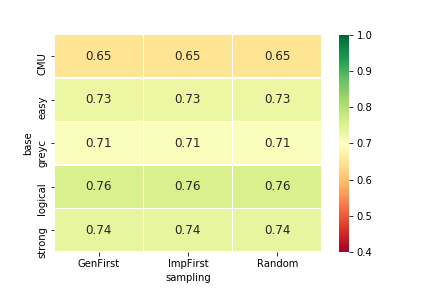 CMU 0.65 0.65 0.65
easy 0.73 0.73 0.73
greyc 0.71 0.71 0.71
logical 0.76 0.76 0.76
strong 0.74 0.74 0.74
base
GenFirst ImpFirst Random
sampling
1.0
0.9
0.8
0.7
0.6
0.5
0.4